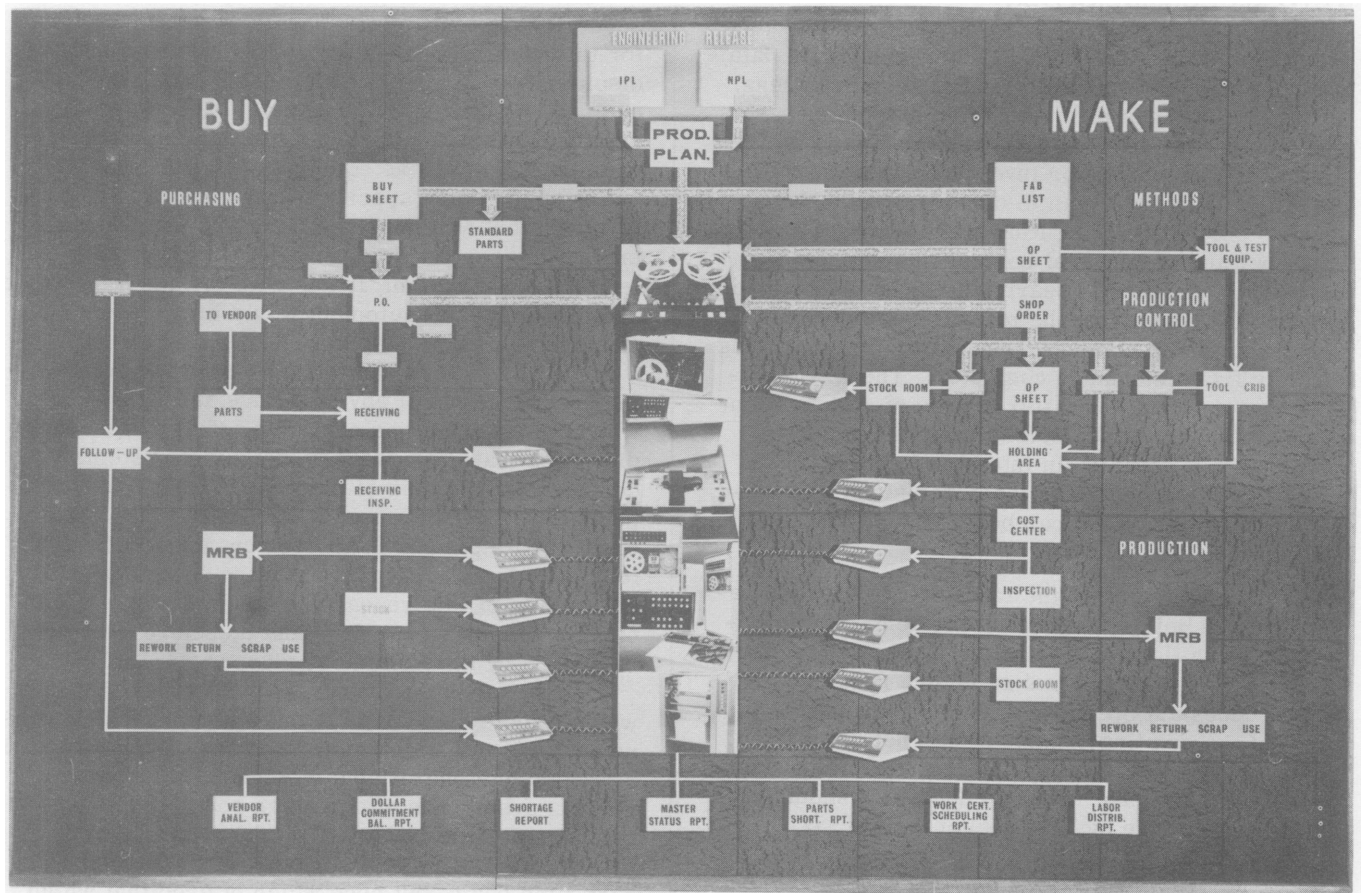 ENGINEERING RELEASE
IPL
NPL
BUY
MAKE
PROD.
PLAN.
PURCHASING
BUY
SHEET
FAB
LIST
METHODS
STANDARD
PARTS
OP
SHEET
TOOL & TEST
EQUIP.
P.O.
TO VENDOR
SHOP
ORDER
PRODUCTION
CONTROL
PARTS
RECEIVING
STOCK ROOM
OP
SHEET
TOOL CRIB
FOLLOW-UP
HOLDING
AREA
RECEIVING
INSP.
COST
CENTER
MRB
PRODUCTION
INSPECTION
STOCK
REWORK RETURN SCRAP USE
MRB
STOCK ROOM
REWORK RETURN SCRAP USE
VENDOR
ANAL. RPT.
DOLLAR
COMMITMENT
BAL. RPT.
SHORTAGE
REPORT
MASTER
STATUS RPT.
PARTS
SHORT. RPT.
WORK CENT.
SCHEDULING
RPT.
LABOR
DISTRIB.
RPT.